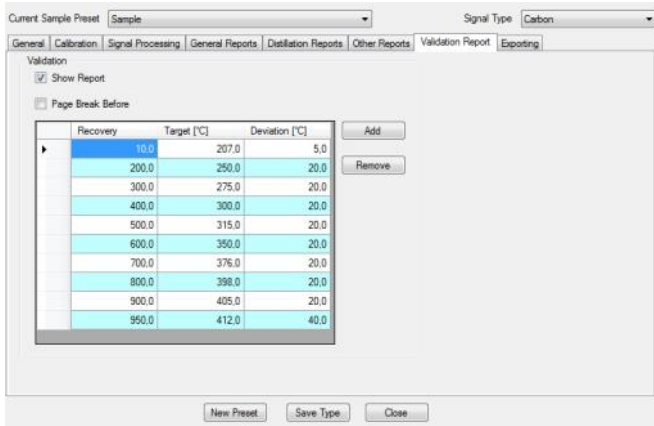 Current Sample Preset Sample Signal Type Carbon
General Calibration Signal Processing General Reports Distillation Reports Other Reports Validation Report Exporting
Validation
Show Report
Page Break Before
Recovery Target [°C] Deviation [°C] Add
10,0 207,0 5,0
200,0 250,0 20,0 Remove
300,0 275,0 20,0
400,0 300,0 20,0
500,0 315,0 20,0
600,0 350,0 20,0
700,0 376,0 20,0
800,0 398,0 20,0
900,0 405,0 20,0
950,0 412,0 40,0
New Preset Save Type Close